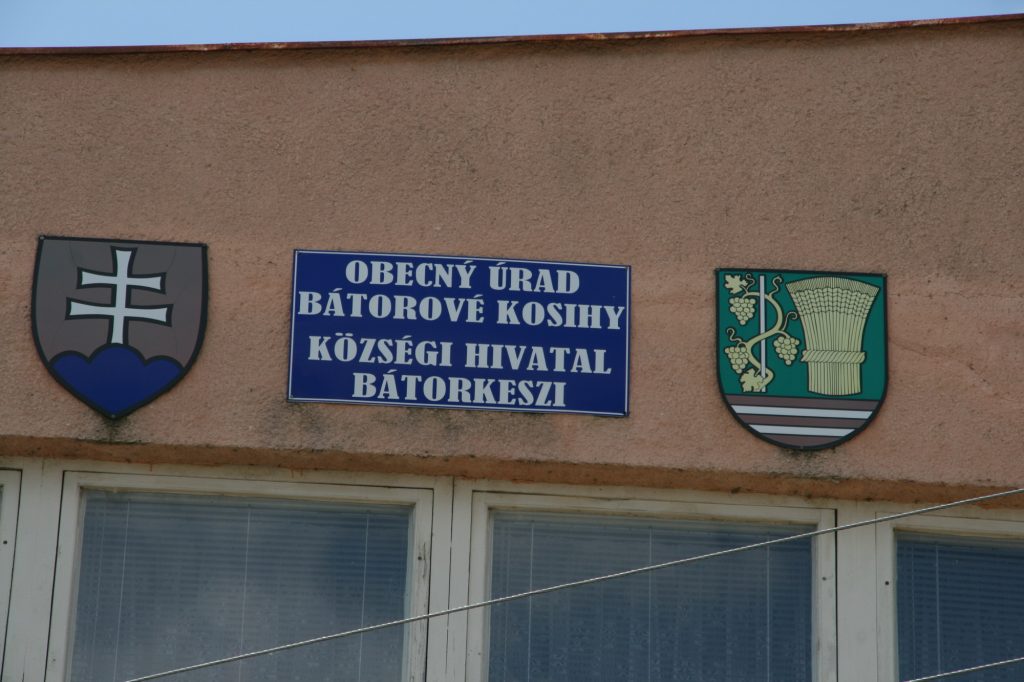 OBECNÝ ÚRAD
BÁTOROVÉ KOSIHY
KÖZSÉGI HIVATAL
BÁTORKESZI